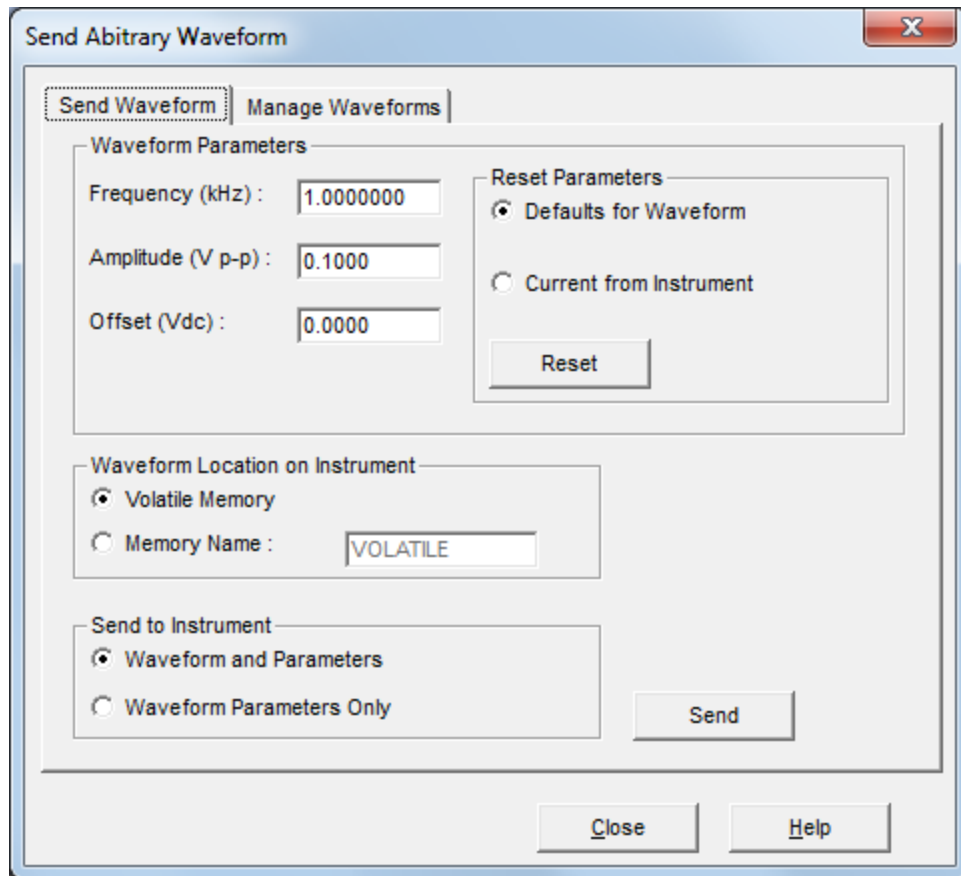 Send Abitrary Waveform
Send Waveform
Manage Waveforms
Waveform Parameters
Frequency (kHz) :
1.0000000
Amplitude (V p-p) :
0.1000
Offset (Vdc) :
0.0000
Reset Parameters
Defaults for Waveform
Current from Instrument
Reset
Waveform Location on Instrument
Volatile Memory
Memory Name :
VOLATILE
Send to Instrument
Waveform and Parameters
Waveform Parameters Only
Send
Close
Help